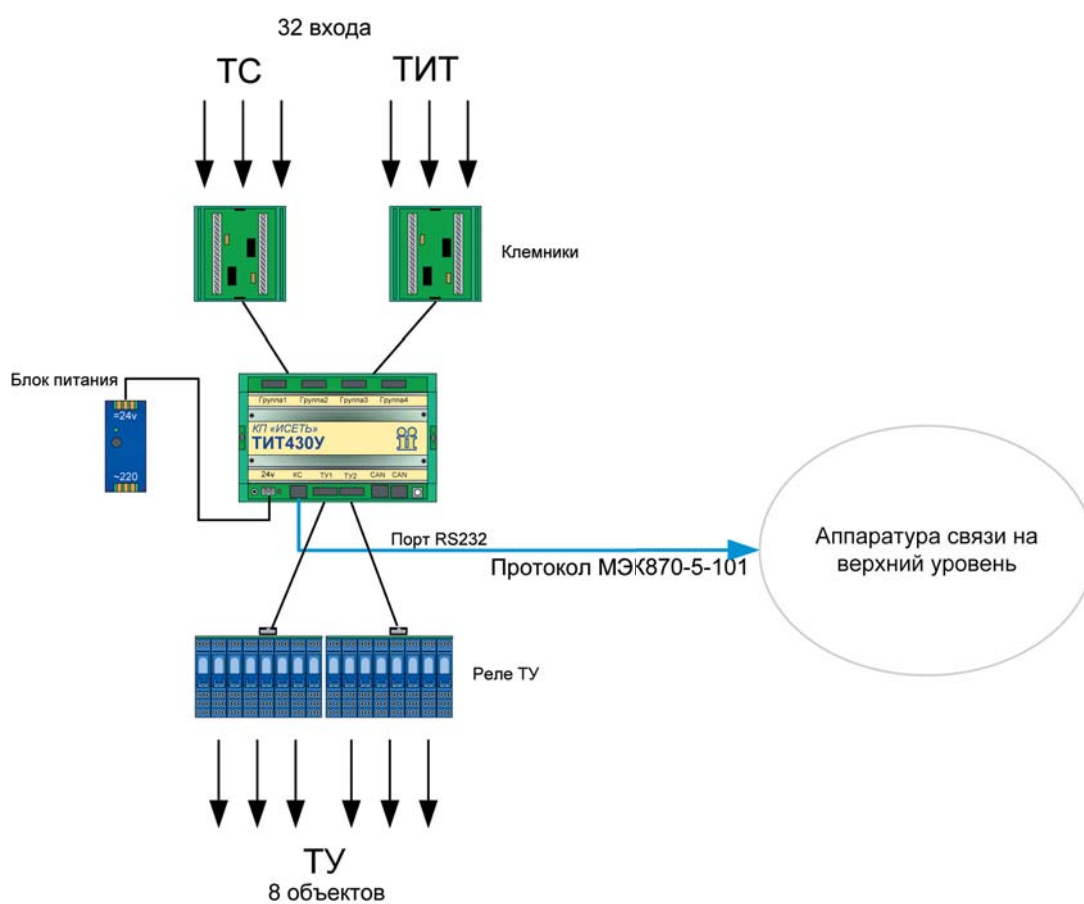 32 входа
ТС
ТИТ
Клемники
Блок питания
=24v
~220
Группа1 Группа2 Группа3 Группа4
КП «ИСЕТЬ»
ТИТ430У
24v КС ТУ1 ТУ2 CAN CAN
Порт RS232
Протокол МЭК870-5-101
Аппаратура связи на
верхний уровень
Реле ТУ
ТУ
8 объектов